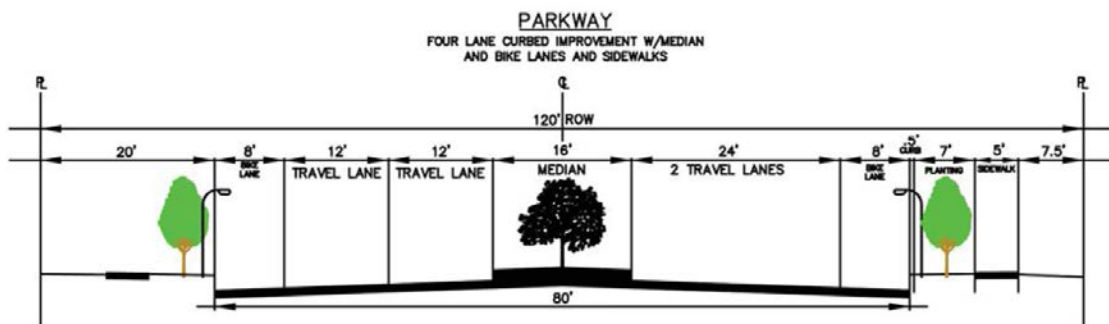 PARKWAY
FOUR LANE CURBED IMPROVEMENT W/MEDIAN
AND BIKE LANES AND SIDEWALKS
PL CL PL
120' ROW
20' 8' 12' 12' 16' 24' 8' .5' 7' 5' 7.5'
BIKE LANE TRAVEL LANE TRAVEL LANE MEDIAN 2 TRAVEL LANES BIKE LANE CURB PLANTING SIDEWALK
80'